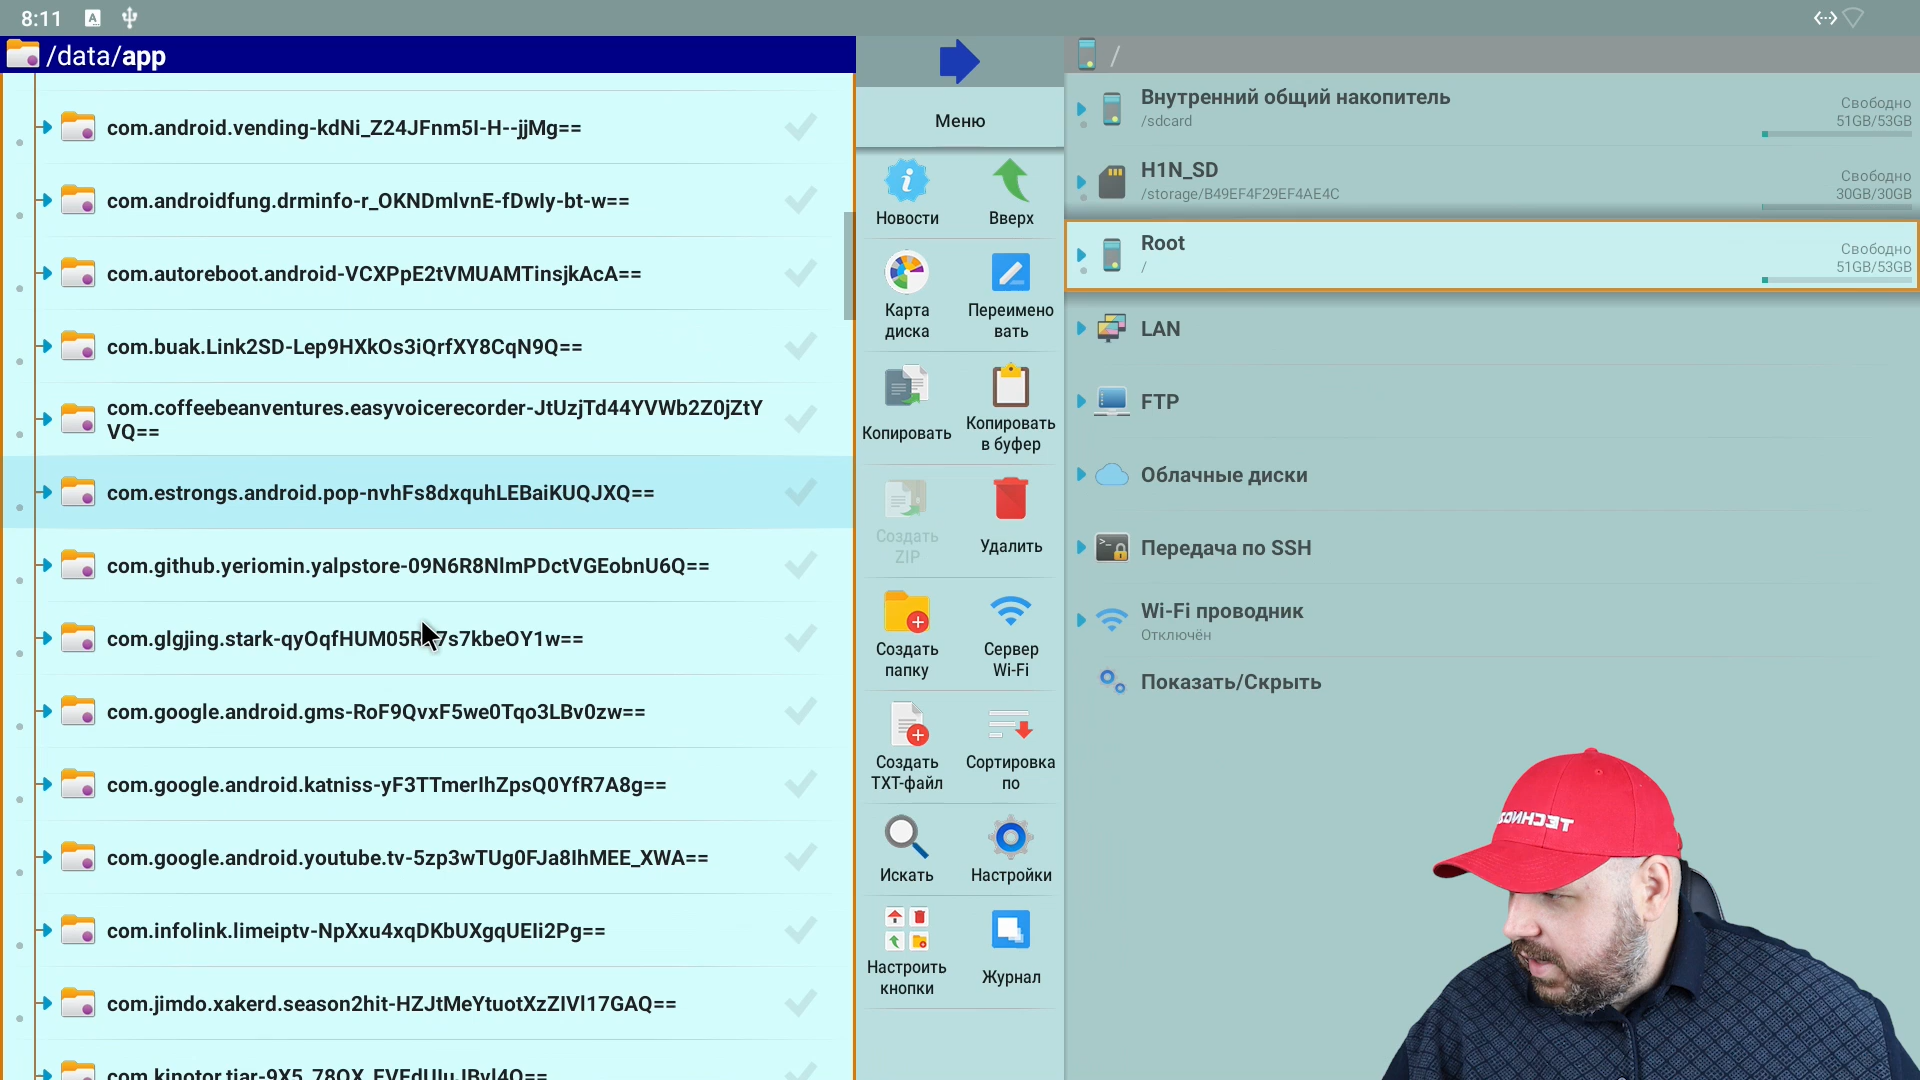 8:11
/data/app
com.android.vending-kdNi_Z24JFnm5I-H--jjMg==
com.androidfung.drminfo-r_OKNDmlvnE-fDwIy-bt-w==
com.autoreboot.android-VCXPpE2tVMUAMTinsjkAcA==
com.buak.Link2SD-Lep9HXkOs3iQrfXY8CqN9Q==
com.coffeebeanventures.easyvoicerecorder-JtUzjTd44YVWb2Z0jZtY
VQ==
com.estrongs.android.pop-nvhFs8dxquhLEBaiKUQJXQ==
com.github.yeriomin.yalpstore-09N6R8NlmPDctVGEobnU6Q==
com.google.android.gms-RoF9QvxF5we0Tqo3LBv0zw==
com.google.android.katniss-yF3TTmerIhZpsQ0YfR7A8g==
com.google.android.youtube.tv-5zp3wTUg0FJa8IhMEE_XWA==
com.infolink.limeiptv-NpXxu4xqDKbUXgqUEIi2Pg==
com.jimdo.xakerd.season2hit-HZJtMeYtuotXzZIVl17GAQ==
Меню
Новости
Вверх
Карта
диска
Переимено
вать
Копировать
Копировать
в буфер
Создать
ZIP
Удалить
Создать
папку
Сервер
Wi-Fi
Создать
TXT-файл
Сортировка
по
Искать
Настройки
Настроить
кнопки
Журнал
/
Внутренний общий накопитель
/sdcard
Свободно
51GB/53GB
H1N_SD
/storage/B49EF4F29EF4AE4C
Свободно
30GB/30GB
Root
/
Свободно
51GB/53GB
LAN
FTP
Облачные диски
Передача по SSH
Wi-Fi проводник
Отключён
Показать/Скрыть